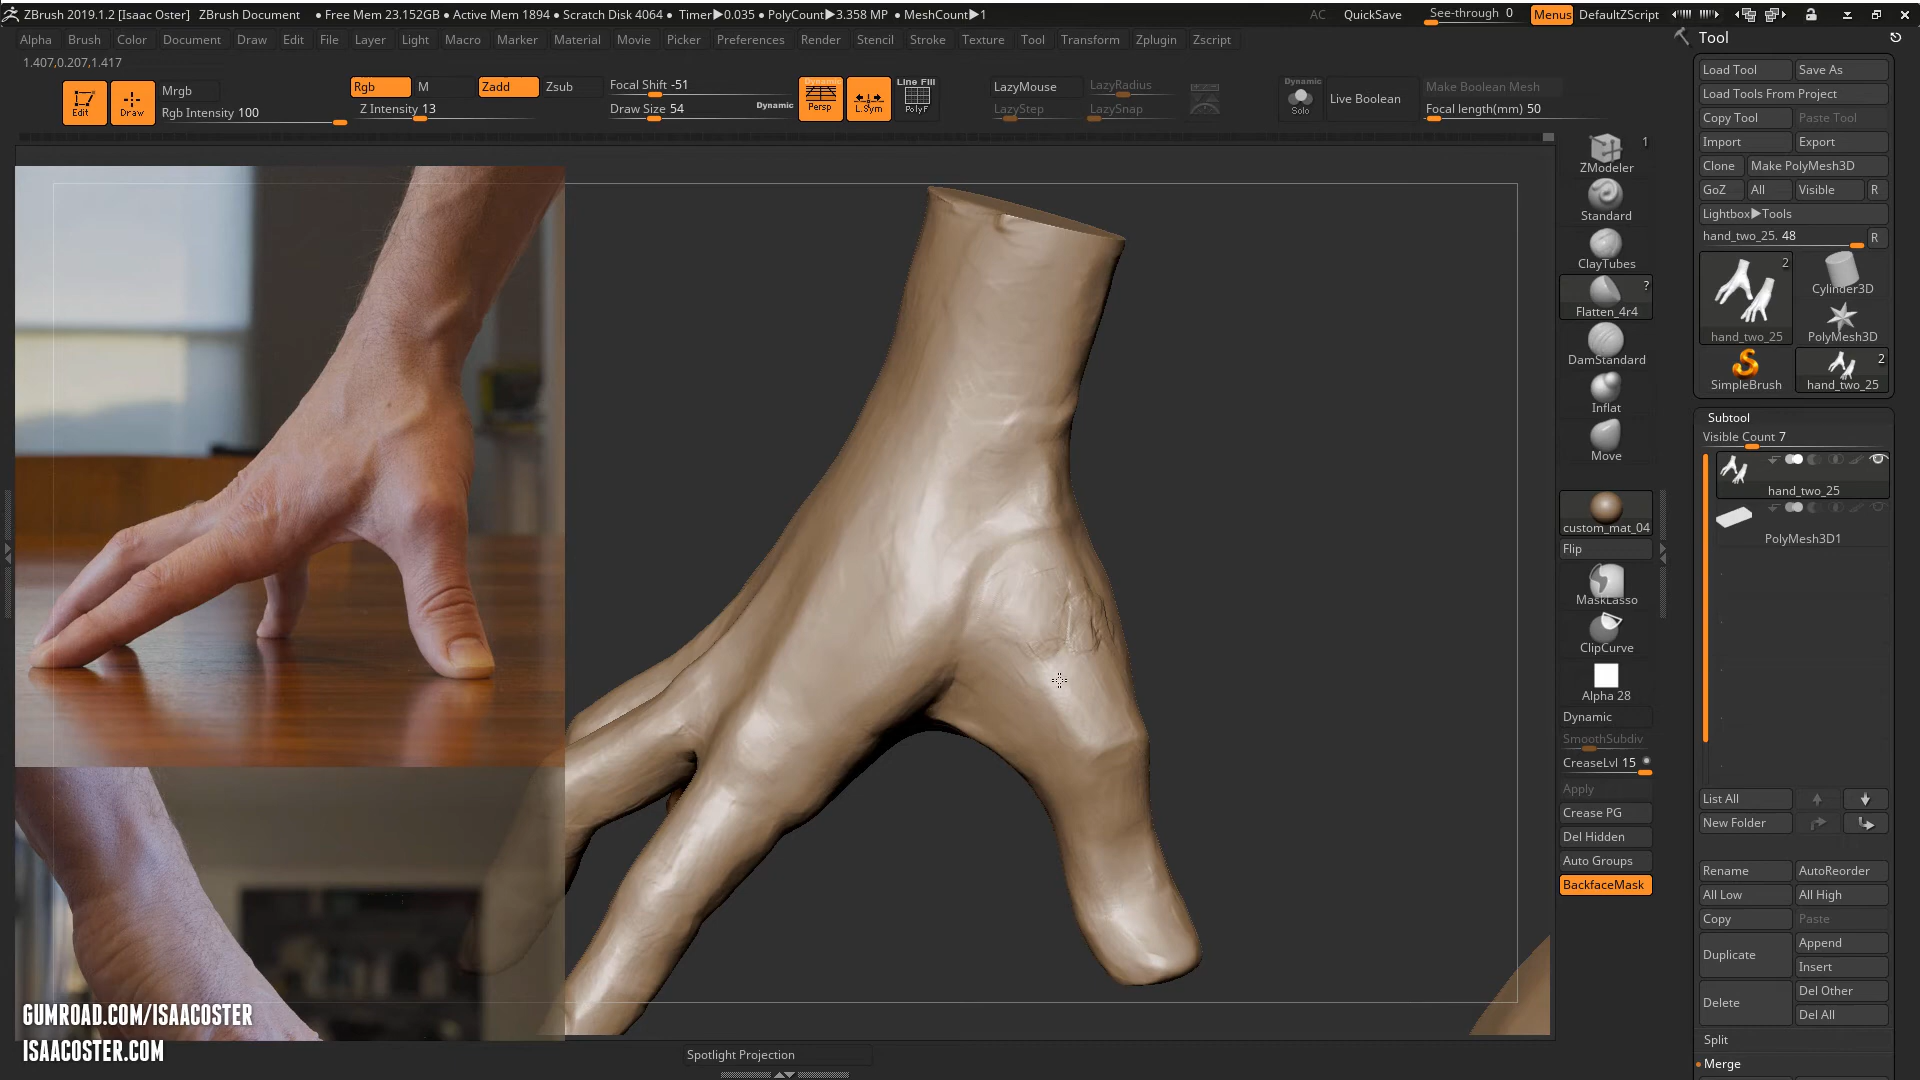 ZBrush 2019.1.2 [Isaac Oster] ZBrush Document • Free Mem 23.152GB • Active Mem 1894 • Scratch Disk 4064 • Timer▶0.035 • PolyCount▶3.358 MP • MeshCount▶1 AC QuickSave See-through 0 Menus DefaultZScript
Alpha Brush Color Document Draw Edit File Layer Light Macro Marker Material Movie Picker Preferences Render Stencil Stroke Texture Tool Transform Zplugin Zscript
1.407,0.207,1.417
Edit
Draw
Mrgb
Rgb Intensity 100
Rgb M Zadd Zsub
Z Intensity 13
Focal Shift -51
Draw Size 54
Dynamic
Dynamic
Persp
L.Sym
Line Fill
PolyF
LazyMouse LazyRadius
LazyStep LazySnap
Dynamic
Solo
Live Boolean
Make Boolean Mesh
Focal length(mm) 50
1
ZModeler
Standard
ClayTubes
?
Flatten_4r4
DamStandard
Inflat
Move
custom_mat_04
Flip
MaskLasso
ClipCurve
Alpha 28
Dynamic
SmoothSubdiv
CreaseLvl 15
Apply
Crease PG
Del Hidden
Auto Groups
BackfaceMask
Tool
Load Tool Save As
Load Tools From Project
Copy Tool Paste Tool
Import Export
Clone Make PolyMesh3D
GoZ All Visible R
Lightbox▶Tools
hand_two_25. 48 R
2
hand_two_25
Cylinder3D
PolyMesh3D
SimpleBrush
2
hand_two_25
Subtool
Visible Count 7
hand_two_25
PolyMesh3D1
List All
New Folder
Rename AutoReorder
All Low All High
Copy Paste
Duplicate Append
Insert
Delete Del Other
Del All
Split
Merge
GUMROAD.COM/ISAACOSTER
ISAACOSTER.COM
Spotlight Projection